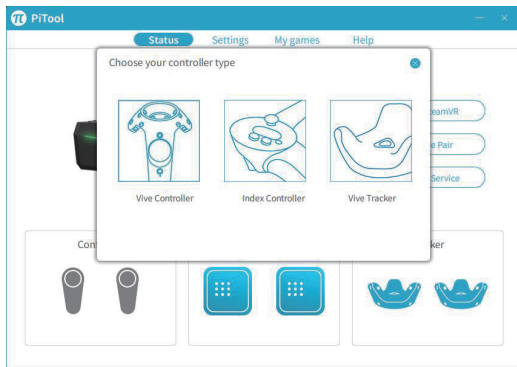 PiTool
Status Settings My games Help
Choose your controller type
Vive Controller Index Controller Vive Tracker
eamVR
e Pair
Service
Con
ker